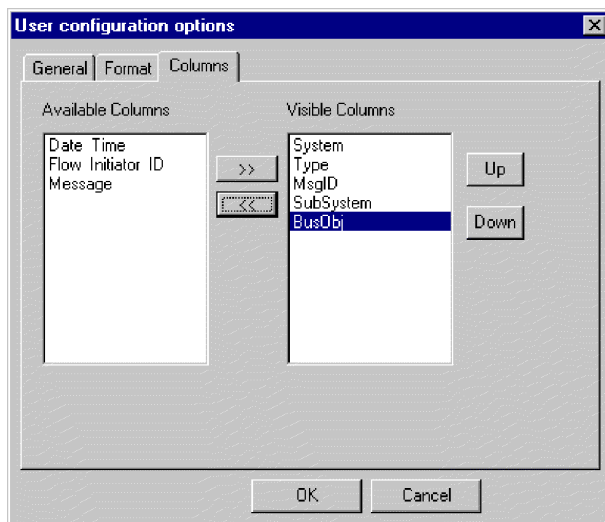 User configuration options
General Format Columns
Available Columns
Visible Columns
Date Time
Flow Initiator ID
Message
>>
<<
System
Type
MsgID
SubSystem
BusObj
Up
Down
OK
Cancel